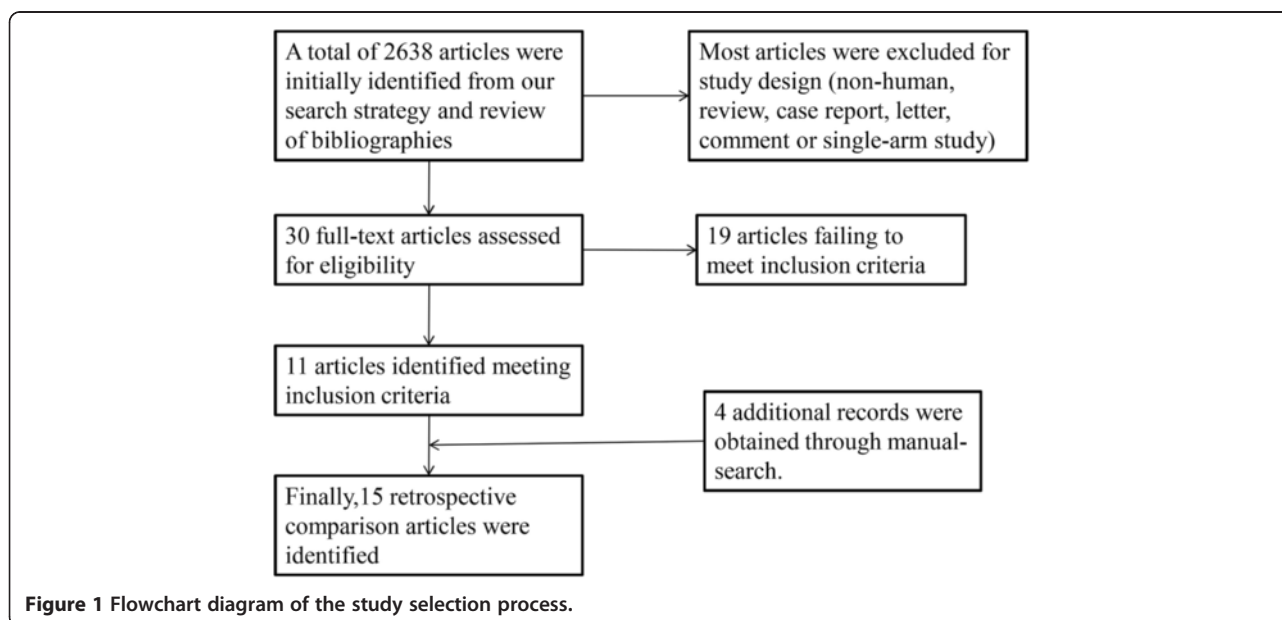 A total of 2638 articles were
initially identified from our
search strategy and review
of bibliographies
Most articles were excluded for
study design (non-human,
review, case report, letter,
comment or single-arm study)
30 full-text articles assessed
for eligibility
19 articles failing to
meet inclusion criteria
11 articles identified meeting
inclusion criteria
4 additional records were
obtained through manual-
search.
Finally,15 retrospective
comparison articles were
identified
Figure 1 Flowchart diagram of the study selection process.